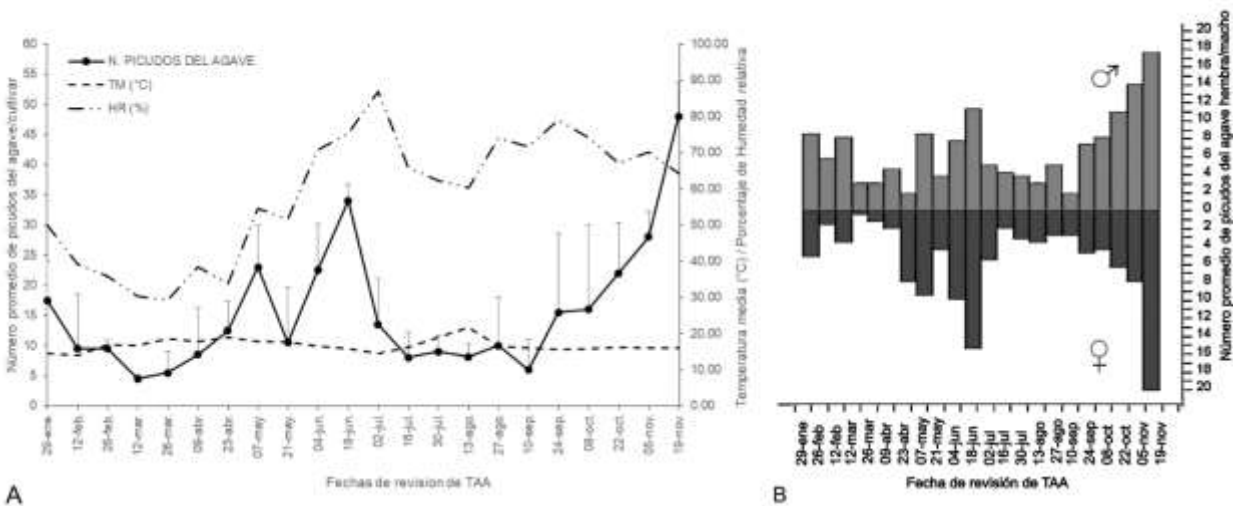 60
55
50
45
40
35
30
25
20
15
10
5
0
Número promedio de picudos del agave/cultivar
N. PICUDOS DEL AGAVE
TM (°C)
HR (%)
100.00
90.00
80.00
70.00
60.00
50.00
40.00
30.00
20.00
10.00
0.00
Temperatura media (°C) / Porcentaje de Humedad relativa
29-ene.
12-feb.
26-feb.
12-mar
26-mar
09-abr.
23-abr.
07-may
21-may
04-jun.
18-jun.
02-jul.
16-jul.
30-jul.
13-ago.
27-ago.
10-sep.
24-sep.
08-oct.
22-oct.
05-nov.
19-nov.
Fechas de revisión de TAA
A
♂
♀
20
18
16
14
12
10
8
6
4
2
0
2
4
6
8
10
12
14
16
18
20
Número promedio de picudos del agave hembra/macho
29-ene
26-feb
12-feb
12-mar
26-mar
09-abr
23-abr
07-may
21-may
04-jun
18-jun
02-jul
16-jul
30-jul
13-ago
27-ago
10-sep
24-sep
08-oct
22-oct
05-nov
19-nov
Fecha de revisión de TAA
B